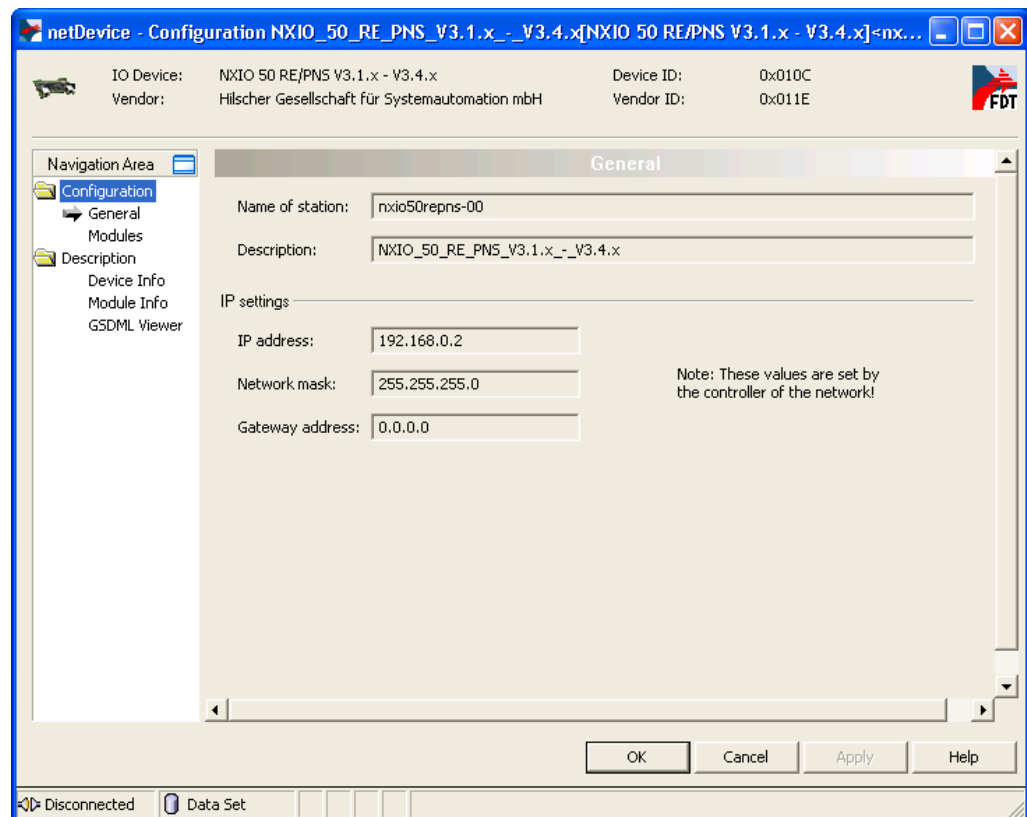 netDevice - Configuration NXIO_50_RE_PNS_V3.1.x_-_V3.4.x[NXIO 50 RE/PNS V3.1.x - V3.4.x]<nx...
IO Device: NXIO 50 RE/PNS V3.1.x - V3.4.x Device ID: 0x010C
Vendor: Hilscher Gesellschaft für Systemautomation mbH Vendor ID: 0x011E
FDT
Navigation Area
Configuration
General
Modules
Description
Device Info
Module Info
GSDML Viewer
General
Name of station: nxio50repns-00
Description: NXIO_50_RE_PNS_V3.1.x_-_V3.4.x
IP settings
IP address: 192.168.0.2
Network mask: 255.255.255.0
Gateway address: 0.0.0.0
Note: These values are set by
the controller of the network!
OK Cancel Apply Help
Disconnected Data Set